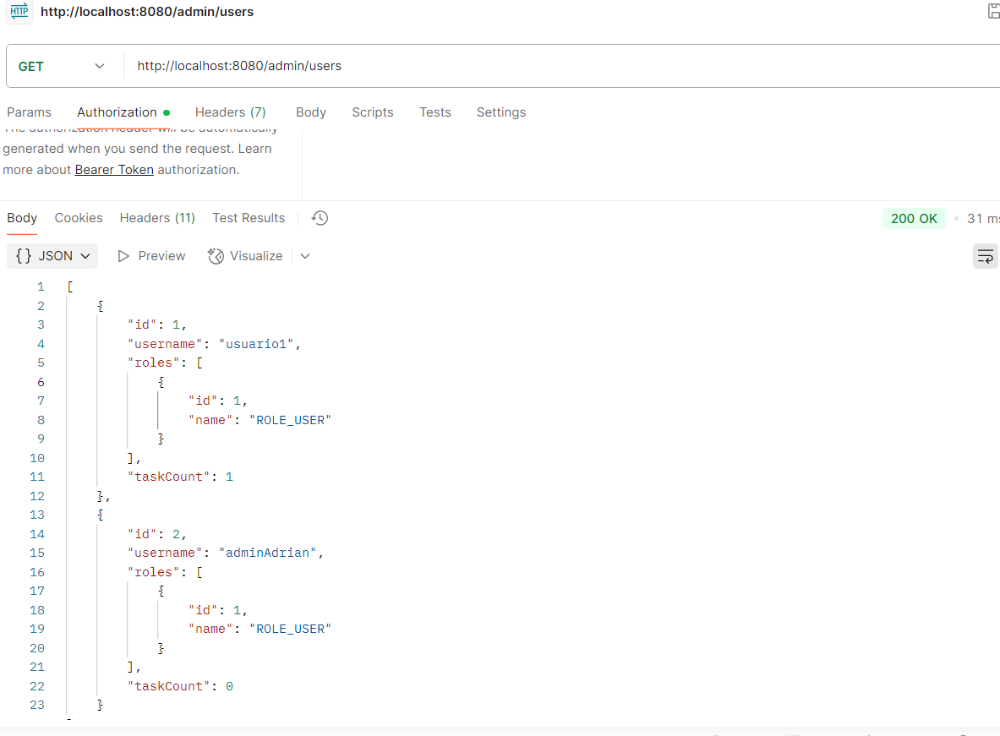 HTTP http://localhost:8080/admin/users
GET http://localhost:8080/admin/users
Params Authorization Headers (7) Body Scripts Tests Settings
The authorization header will be automatically
generated when you send the request. Learn
more about Bearer Token authorization.
Body Cookies Headers (11) Test Results 200 OK • 31 ms
{} JSON Preview Visualize
1 [
2 {
3 "id": 1,
4 "username": "usuario1",
5 "roles": [
6 {
7 "id": 1,
8 "name": "ROLE_USER"
9 }
10 ],
11 "taskCount": 1
12 },
13 {
14 "id": 2,
15 "username": "adminAdrian",
16 "roles": [
17 {
18 "id": 1,
19 "name": "ROLE_USER"
20 }
21 ],
22 "taskCount": 0
23 }